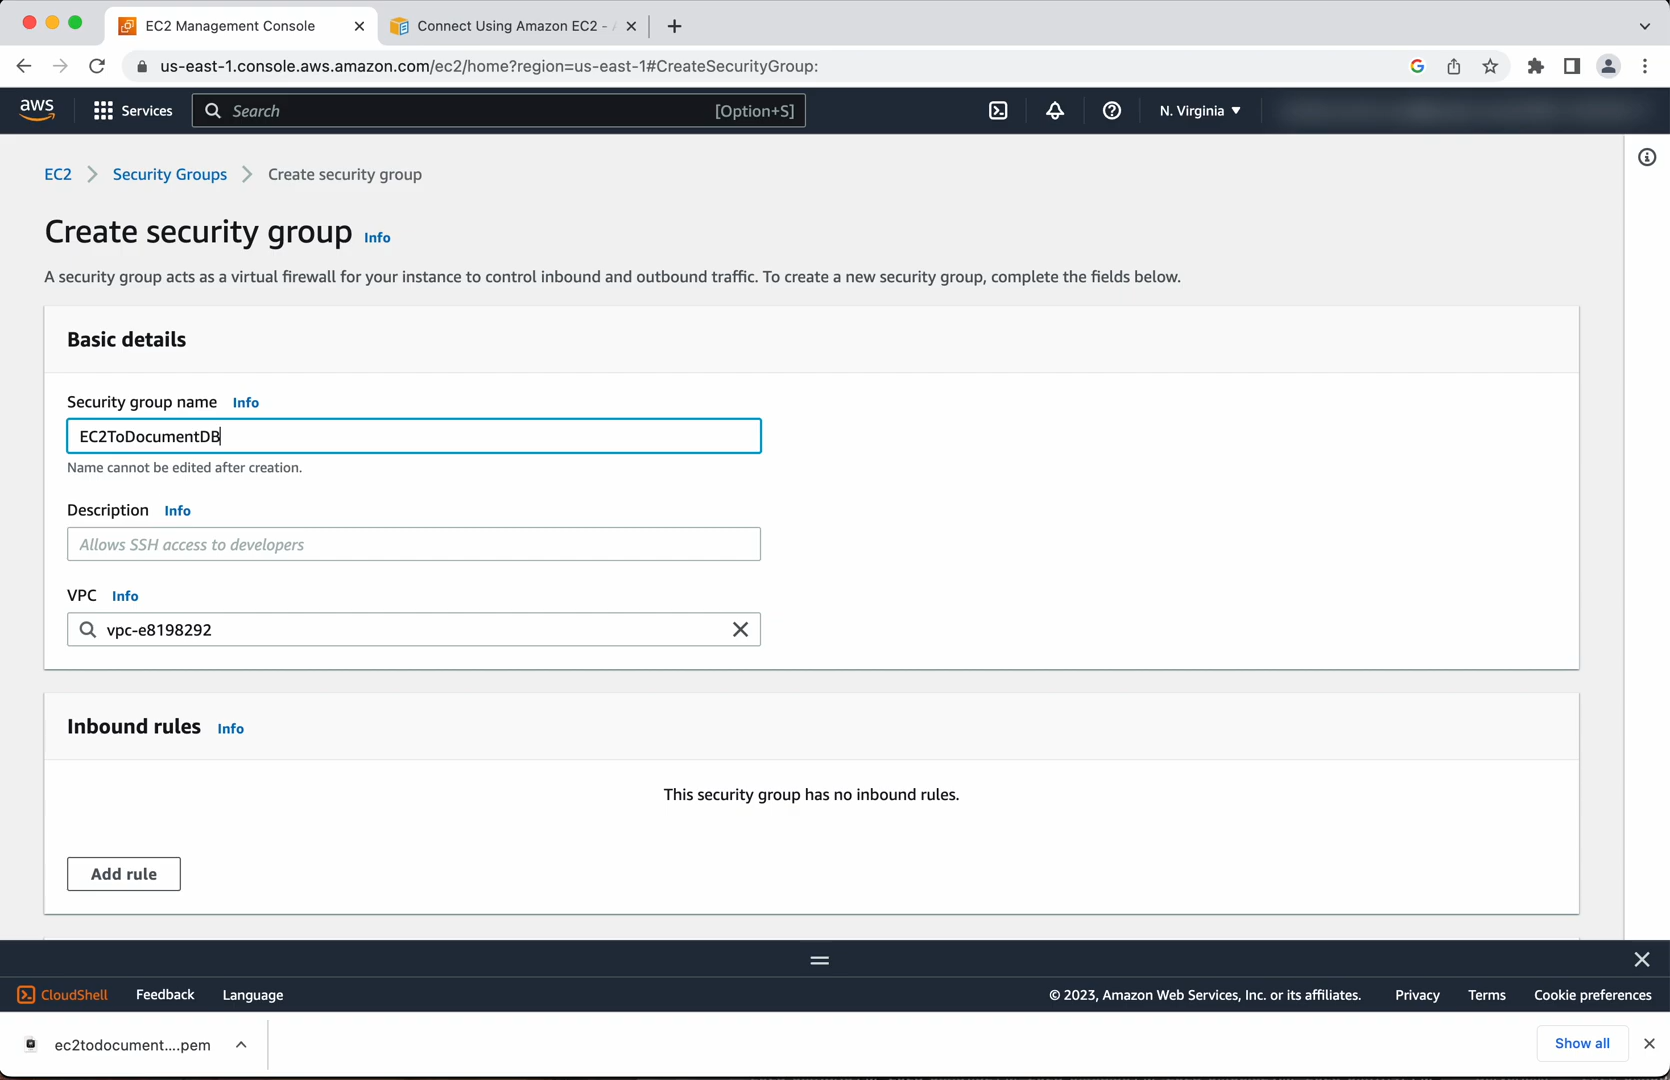 EC2 Management Console
Connect Using Amazon EC2 -
us-east-1.console.aws.amazon.com/ec2/home?region=us-east-1#CreateSecurityGroup:
aws
Services
Search
[Option+S]
N. Virginia
EC2
Security Groups
Create security group
Create security group Info
A security group acts as a virtual firewall for your instance to control inbound and outbound traffic. To create a new security group, complete the fields below.
Basic details
Security group name Info
EC2ToDocumentDB
Name cannot be edited after creation.
Description Info
Allows SSH access to developers
VPC Info
vpc-e8198292
Inbound rules Info
This security group has no inbound rules.
Add rule
CloudShell
Feedback
Language
© 2023, Amazon Web Services, Inc. or its affiliates.
Privacy
Terms
Cookie preferences
ec2todocument....pem
Show all